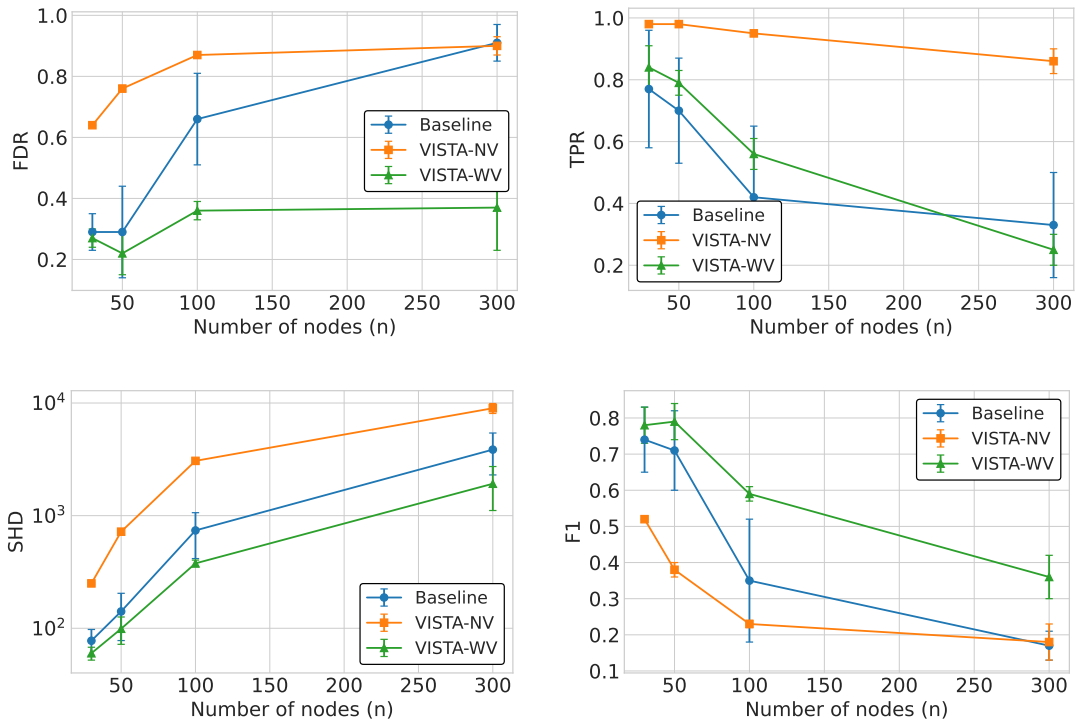 1.0
0.8
0.6
0.4
0.2
FDR
50 100 150 200 250 300
Number of nodes (n)
Baseline
VISTA-NV
VISTA-WV
1.0
0.8
0.6
0.4
0.2
TPR
50 100 150 200 250 300
Number of nodes (n)
Baseline
VISTA-NV
VISTA-WV
10^4
10^3
10^2
SHD
50 100 150 200 250 300
Number of nodes (n)
Baseline
VISTA-NV
VISTA-WV
0.8
0.7
0.6
0.5
0.4
0.3
0.2
0.1
F1
50 100 150 200 250 300
Number of nodes (n)
Baseline
VISTA-NV
VISTA-WV